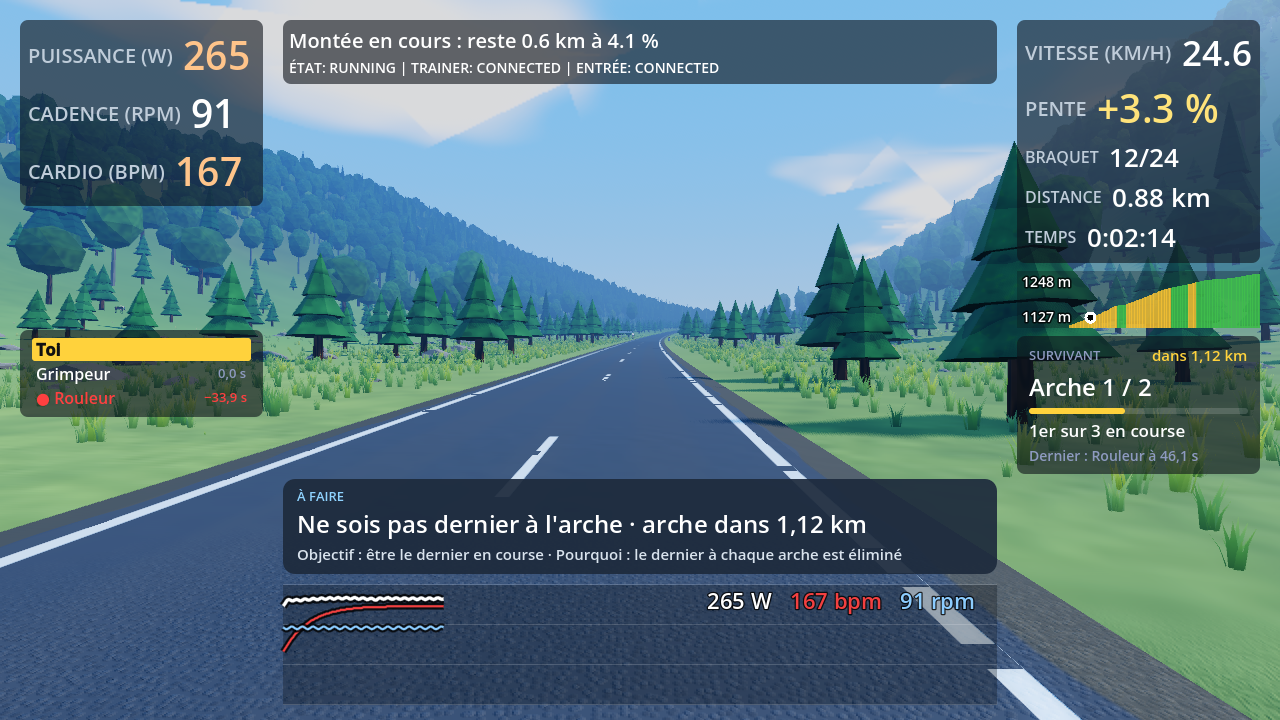 PUISSANCE (W) 265
CADENCE (RPM) 91
CARDIO (BPM) 167
Montée en cours : reste 0.6 km à 4.1 %
ÉTAT: RUNNING | TRAINER: CONNECTED | ENTRÉE: CONNECTED
VITESSE (KM/H) 24.6
PENTE +3.3 %
BRAQUET 12/24
DISTANCE 0.88 km
TEMPS 0:02:14
1248 m
1127 m
Toi
Grimpeur 0,0 s
Rouleur −33,9 s
SURVIVANT dans 1,12 km
Arche 1 / 2
1er sur 3 en course
Dernier : Rouleur à 46,1 s
À FAIRE
Ne sois pas dernier à l'arche · arche dans 1,12 km
Objectif : être le dernier en course · Pourquoi : le dernier à chaque arche est éliminé
265 W 167 bpm 91 rpm